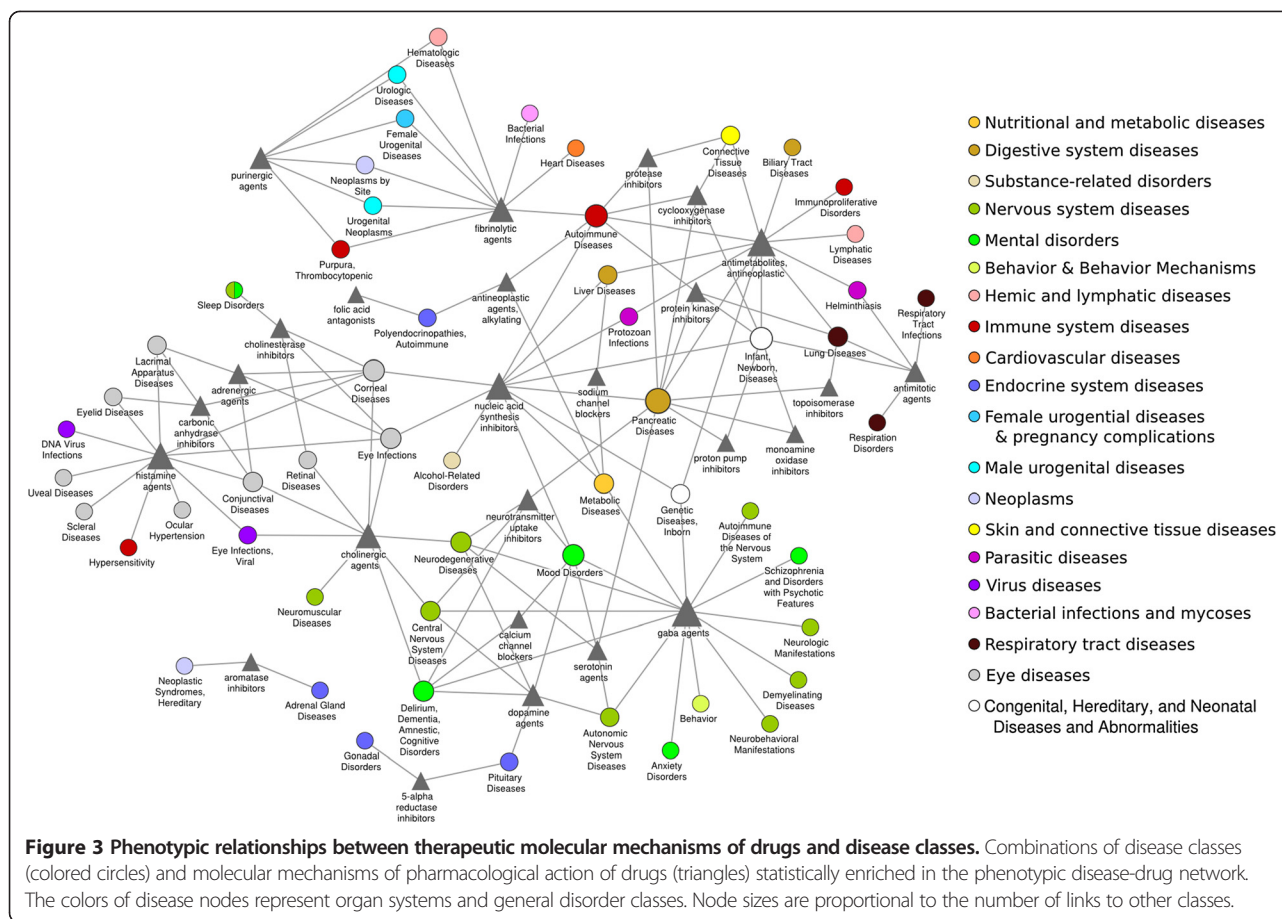 Hematologic
Diseases
Urologic
Diseases
Female
Urogenital
Diseases
Bacterial
Infections
Heart Diseases
purinergic
agents
Neoplasms by
Site
Urogenital
Neoplasms
fibrinolytic
agents
Purpura,
Thrombocytopenic
protease
inhibitors
Connective
Tissue
Diseases
Biliary Tract
Diseases
cyclooxygenase
inhibitors
Immunoproliferative
Disorders
Autoimmune
Diseases
Lymphatic
Diseases
antimetabolites,
antineoplastic
Sleep Disorders
folic acid
antagonists
antineoplastic
agents,
alkylating
Liver Diseases
protein kinase
inhibitors
Helminthiasis
Respiratory
Tract
Infections
Polyendocrinopathies,
Autoimmune
Protozoan
Infections
cholinesterase
inhibitors
Lacrimal
Apparatus
Diseases
adrenergic
agents
Corneal
Diseases
nucleic acid
synthesis inhibitors
sodium
channel
blockers
Infant,
Newborn,
Diseases
Lung Diseases
antimitotic
agents
topoisomerase
inhibitors
Pancreatic
Diseases
Eyelid Diseases
carbonic
anhydrase
inhibitors
DNA Virus
Infections
Eye Infections
Respiration
Disorders
monoamine
oxidase inhibitors
proton pump
inhibitors
histamine
agents
Retinal
Diseases
Alcohol-Related
Disorders
Uveal Diseases
Conjunctival
Diseases
Metabolic
Diseases
Genetic
Diseases,
Inborn
Scleral
Diseases
Ocular
Hypertension
neurotransmitter
uptake
inhibitors
Autoimmune
Diseases
of the Nervous
System
Hypersensitivity
Eye Infections,
Viral
cholinergic
agents
Neurodegenerative
Diseases
Mood Disorders
Schizophrenia
and Disorders
with Psychotic
Features
Neuromuscular
Diseases
Central
Nervous
System
Diseases
calcium
channel
blockers
gaba agents
Neurologic
Manifestations
serotonin
agents
Neoplastic
Syndromes,
Hereditary
aromatase
inhibitors
Adrenal Gland
Diseases
Delirium,
Dementia,
Amnestic,
Cognitive
Disorders
dopamine
agents
Autonomic
Nervous
System
Diseases
Behavior
Demyelinating
Diseases
Neurobehavioral
Manifestations
Anxiety
Disorders
Gonadal
Disorders
5-alpha
reductase
inhibitors
Pituitary
Diseases
Nutritional and metabolic diseases
Digestive system diseases
Substance-related disorders
Nervous system diseases
Mental disorders
Behavior & Behavior Mechanisms
Hemic and lymphatic diseases
Immune system diseases
Cardiovascular diseases
Endocrine system diseases
Female urogential diseases
& pregnancy complications
Male urogenital diseases
Neoplasms
Skin and connective tissue diseases
Parasitic diseases
Virus diseases
Bacterial infections and mycoses
Respiratory tract diseases
Eye diseases
Congenital, Hereditary, and Neonatal
Diseases and Abnormalities
Figure 3 Phenotypic relationships between therapeutic molecular mechanisms of drugs and disease classes. Combinations of disease classes
(colored circles) and molecular mechanisms of pharmacological action of drugs (triangles) statistically enriched in the phenotypic disease-drug network.
The colors of disease nodes represent organ systems and general disorder classes. Node sizes are proportional to the number of links to other classes.